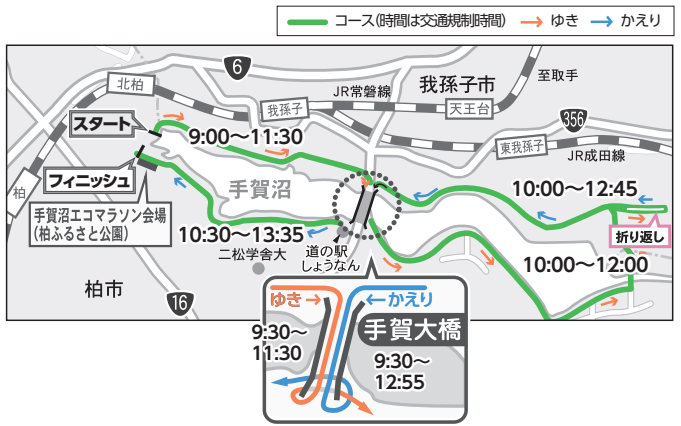 コース(時間は交通規制時間)
ゆき
かえり
6
北柏
我孫子市
至取手
JR常磐線
我孫子
天王台
スタート
9:00〜11:30
356
東我孫子
JR成田線
フィニッシュ
柏
手賀沼
10:00〜12:45
手賀沼エコマラソン会場
(柏ふるさと公園)
10:30〜13:35
折り返し
二松学舎大
道の駅
しょうなん
10:00〜12:00
柏市
16
ゆき
かえり
手賀大橋
9:30〜
11:30
9:30〜
12:55